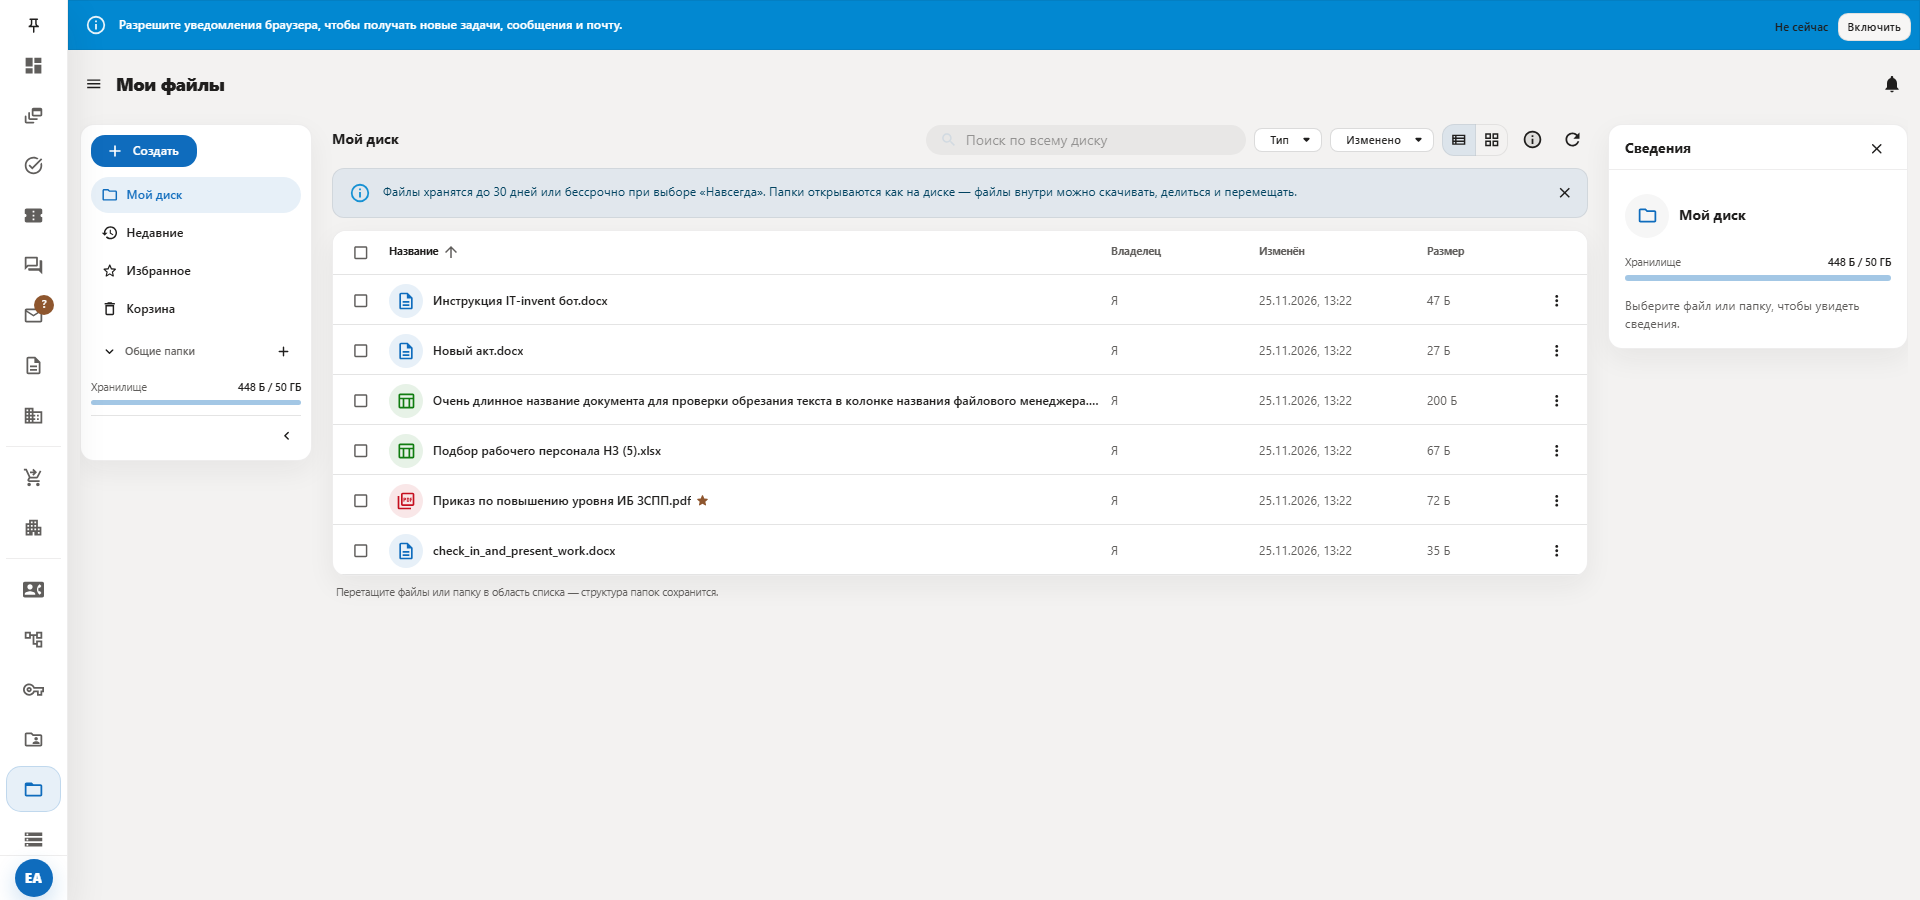 Разрешите уведомления браузера, чтобы получать новые задачи, сообщения и почту.
Не сейчас
Включить
Мои файлы
Создать
Мой диск
Недавние
Избранное
Корзина
Общие папки
Хранилище 448 Б / 50 ГБ
Мой диск
Поиск по всему диску
Тип
Изменено
Файлы хранятся до 30 дней или бессрочно при выборе «Навсегда». Папки открываются как на диске — файлы внутри можно скачивать, делиться и перемещать.
Название Владелец Изменён Размер
Инструкция IT-invent бот.docx Я 25.11.2026, 13:22 47 Б
Новый акт.docx Я 25.11.2026, 13:22 27 Б
Очень длинное название документа для проверки обрезания текста в колонке названия файлового менеджера.... Я 25.11.2026, 13:22 200 Б
Подбор рабочего персонала НЗ (5).xlsx Я 25.11.2026, 13:22 67 Б
Приказ по повышению уровня ИБ ЗСПП.pdf Я 25.11.2026, 13:22 72 Б
check_in_and_present_work.docx Я 25.11.2026, 13:22 35 Б
Перетащите файлы или папку в область списка — структура папок сохранится.
Сведения
Мой диск
Хранилище 448 Б / 50 ГБ
Выберите файл или папку, чтобы увидеть
сведения.
?
EA
PDF